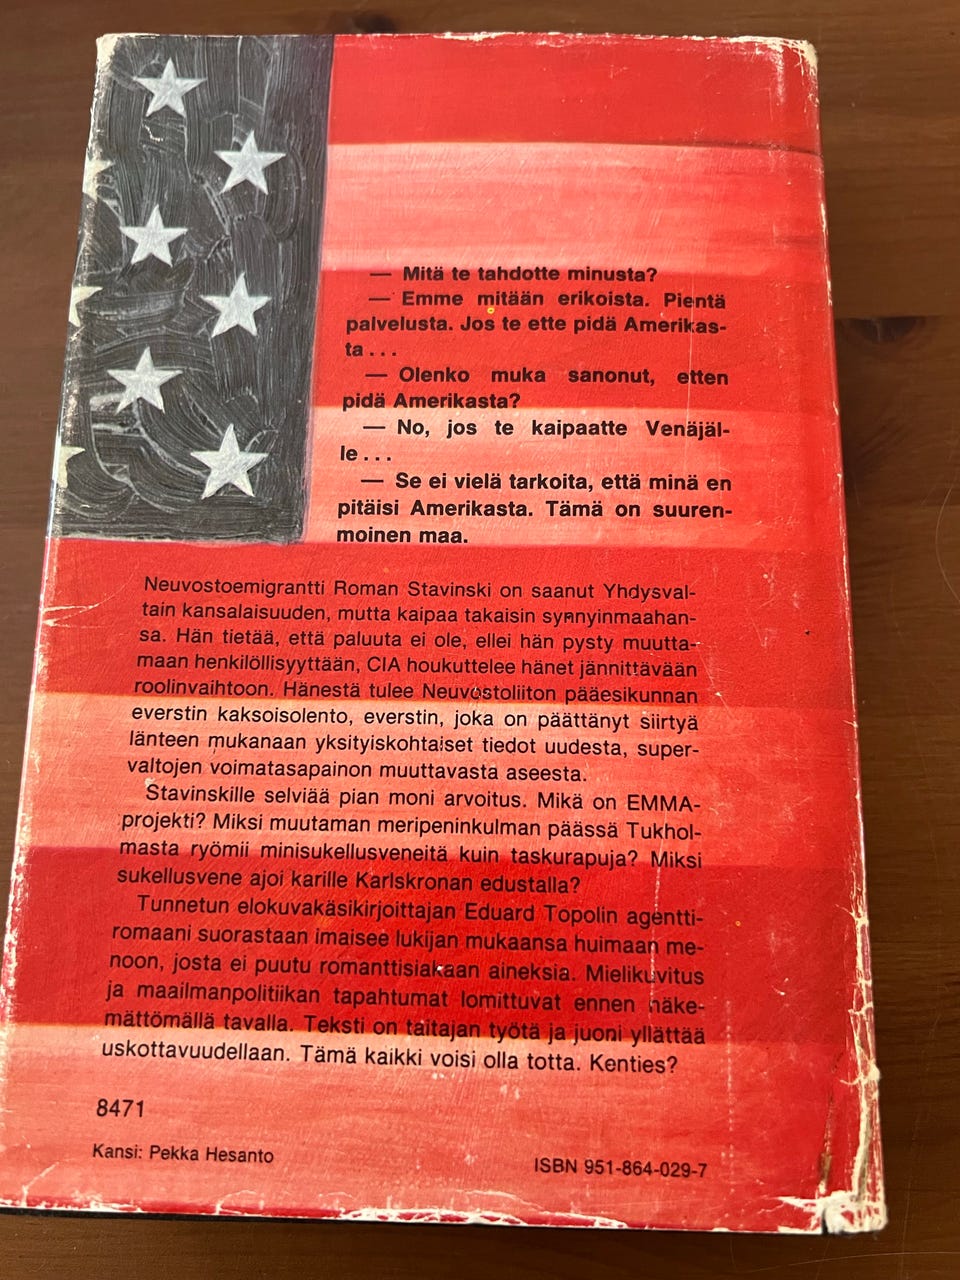 — Mitä te tahdotte minusta?
— Emme mitään erikoista. Pientä
palvelusta. Jos te ette pidä Amerikas-
ta...
— Olenko muka sanonut, etten
pidä Amerikasta?
— No, jos te kaipaatte Venäjäl-
le...
— Se ei vielä tarkoita, että minä en
pitäisi Amerikasta. Tämä on suuren-
moinen maa.
Neuvostoemigrantti Roman Stavinski on saanut Yhdysval-
tain kansalaisuuden, mutta kaipaa takaisin synnyinmaahan-
sa. Hän tietää, että paluuta ei ole, ellei hän pysty muutta-
maan henkilöllisyyttään, CIA houkuttelee hänet jännittävään
roolinvaihtoon. Hänestä tulee Neuvostoliiton pääesikunnan
everstin kaksoisolento, everstin, joka on päättänyt siirtyä
länteen mukanaan yksityiskohtaiset tiedot uudesta, super-
valtojen voimatasapainon muuttavasta aseesta.
Stavinskille selviää pian moni arvoitus. Mikä on EMMA-
projekti? Miksi muutaman meripeninkulman päässä Tukhol-
masta ryömii minisukellusveneitä kuin taskurapuja? Miksi
sukellusvene ajoi karille Karlskronan edustalla?
Tunnetun elokuvakäsikirjoittajan Eduard Topolin agentti-
romaani suorastaan imaisee lukijan mukaansa huimaan me-
noon, josta ei puutu romanttisiakaan aineksia. Mielikuvitus
ja maailmanpolitiikan tapahtumat lomittuvat ennen näke-
mättömällä tavalla. Teksti on taitajan työtä ja juoni yllättää
uskottavuudellaan. Tämä kaikki voisi olla totta. Kenties?
8471
Kansi: Pekka Hesanto
ISBN 951-864-029-7